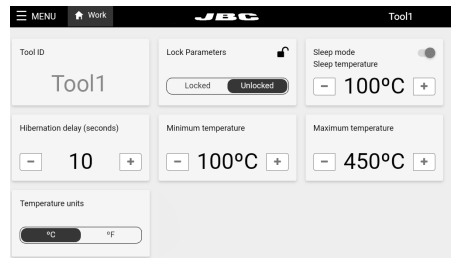 MENU Work JBC Tool1
Tool ID
Tool1
Lock Parameters
Locked Unlocked
Sleep mode
Sleep temperature
- 100ºC +
Hibernation delay (seconds)
- 10 +
Minimum temperature
- 100ºC +
Maximum temperature
- 450ºC +
Temperature units
ºC ºF